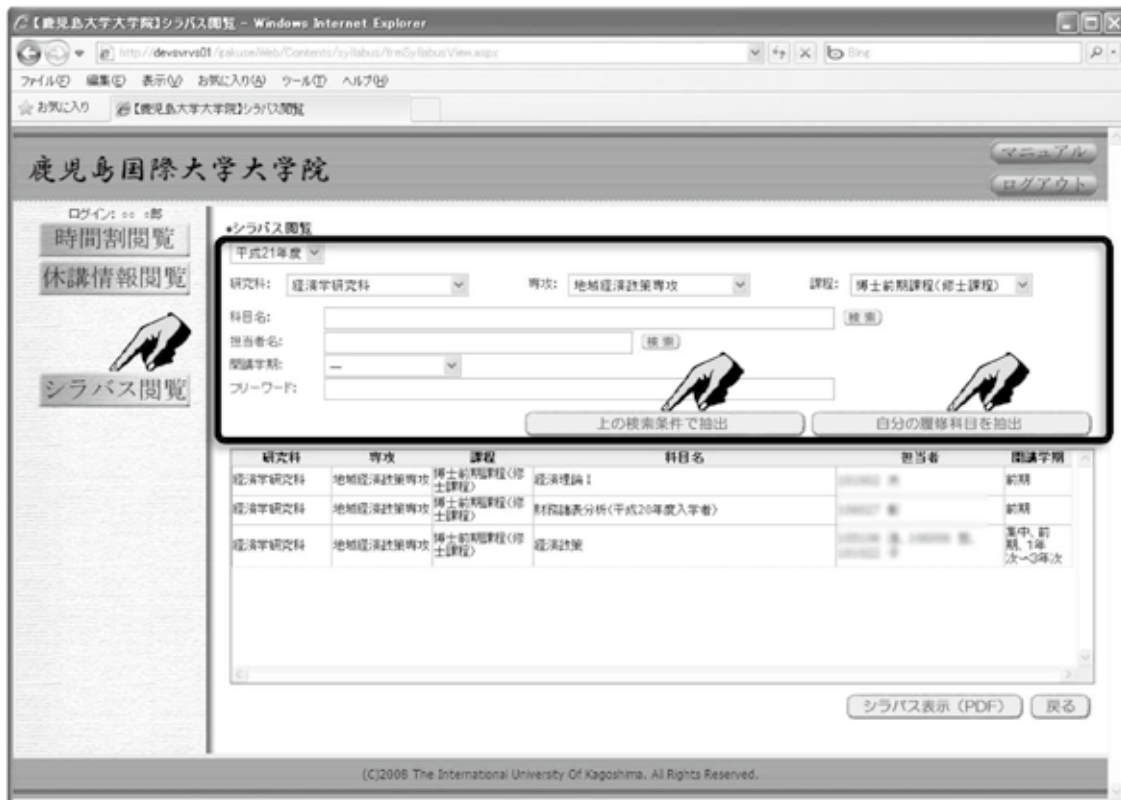 【鹿児島大学大学院】シラバス閲覧 - Windows Internet Explorer
http://devsvrvs01/gakuseiWeb/Contents/syllabus/frmSyllabusView.aspx
Bing
ファイル(F) 編集(E) 表示(V) お気に入り(A) ツール(T) ヘルプ(H)
お気に入り 【鹿児島大学大学院】シラバス閲覧
鹿児島国際大学大学院
マニュアル
ログアウト
ログイン: ○○ ○郎
時間割閲覧
休講情報閲覧
シラバス閲覧
•シラバス閲覧
平成21年度
研究科: 経済学研究科 専攻: 地域経済政策専攻 課程: 博士前期課程(修士課程)
科目名: 検索
担当者名: 検索
開講学期: ―
フリーワード:
上の検索条件で抽出 自分の履修科目を抽出
研究科 専攻 課程 科目名 担当者 開講学期
経済学研究科 地域経済政策専攻 博士前期課程(修士課程) 経済理論Ⅰ 前期
経済学研究科 地域経済政策専攻 博士前期課程(修士課程) 財務諸表分析(平成20年度入学者) 前期
経済学研究科 地域経済政策専攻 博士前期課程(修士課程) 経済政策 集中、前期、1年次~3年次
シラバス表示(PDF) 戻る
(C)2008 The International University Of Kagoshima. All Rights Reserved.